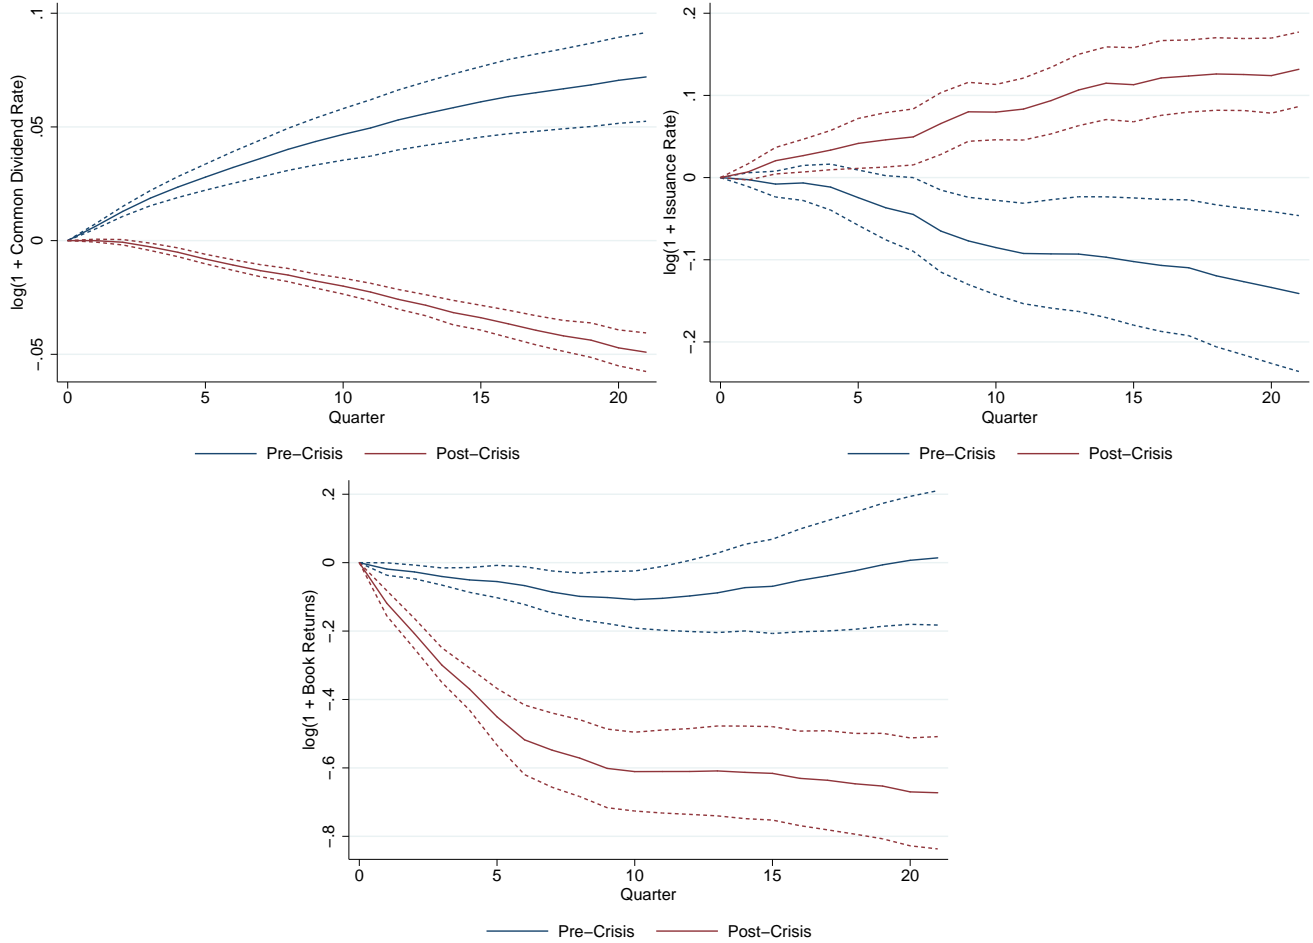 log(1 + Common Dividend Rate)
.1
.05
0
−.05
0 5 10 15 20
Quarter
Pre−Crisis Post−Crisis
log(1 + Issuance Rate)
.2
.1
0
−.1
−.2
0 5 10 15 20
Quarter
Pre−Crisis Post−Crisis
log(1 + Book Returns)
.2
0
−.2
−.4
−.6
−.8
0 5 10 15 20
Quarter
Pre−Crisis Post−Crisis